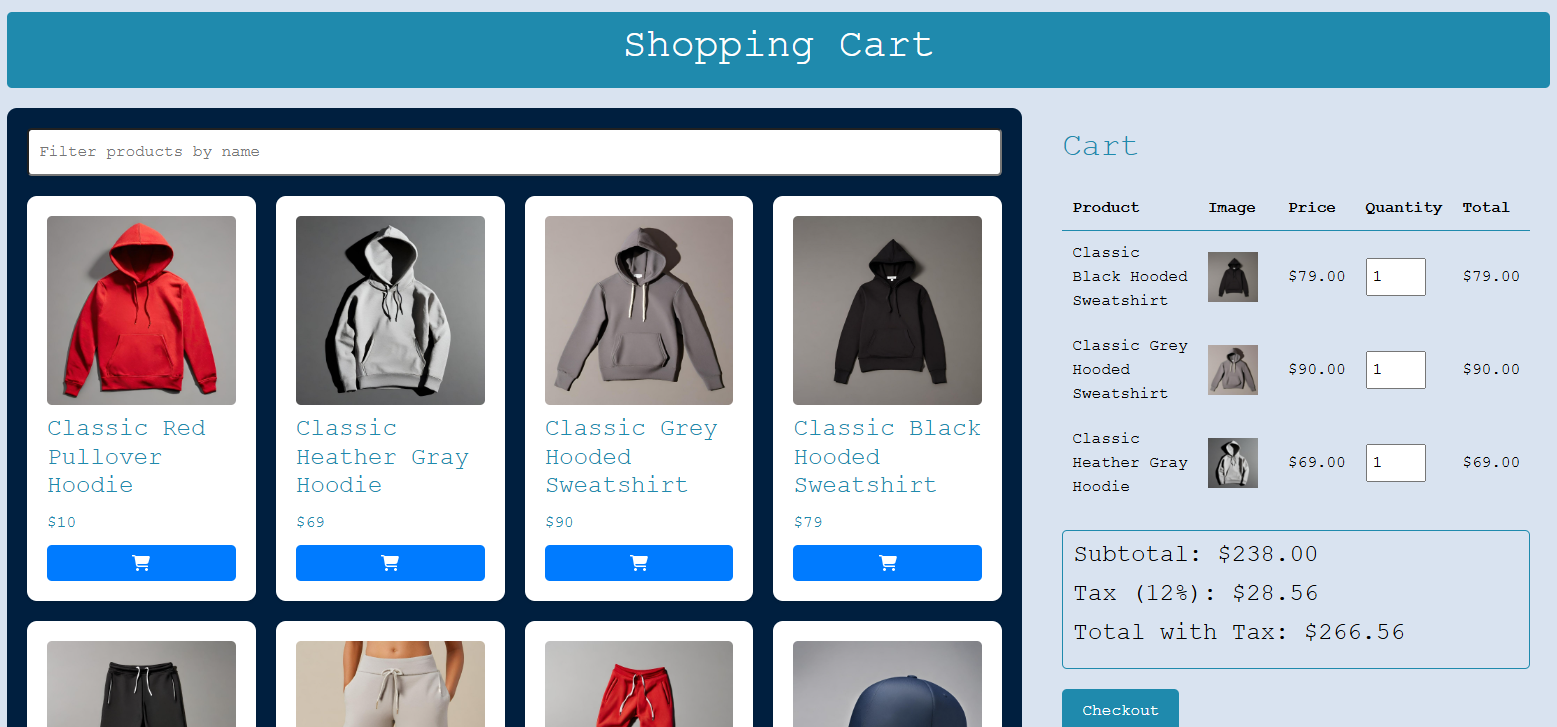 Shopping Cart
Filter products by name
Classic Red
Pullover
Hoodie
$10
Classic
Heather Gray
Hoodie
$69
Classic Grey
Hooded
Sweatshirt
$90
Classic Black
Hooded
Sweatshirt
$79
Cart
Product Image Price Quantity Total
Classic
Black Hooded
Sweatshirt
$79.00 1 $79.00
Classic Grey
Hooded
Sweatshirt
$90.00 1 $90.00
Classic
Heather Gray
Hoodie
$69.00 1 $69.00
Subtotal: $238.00
Tax (12%): $28.56
Total with Tax: $266.56
Checkout